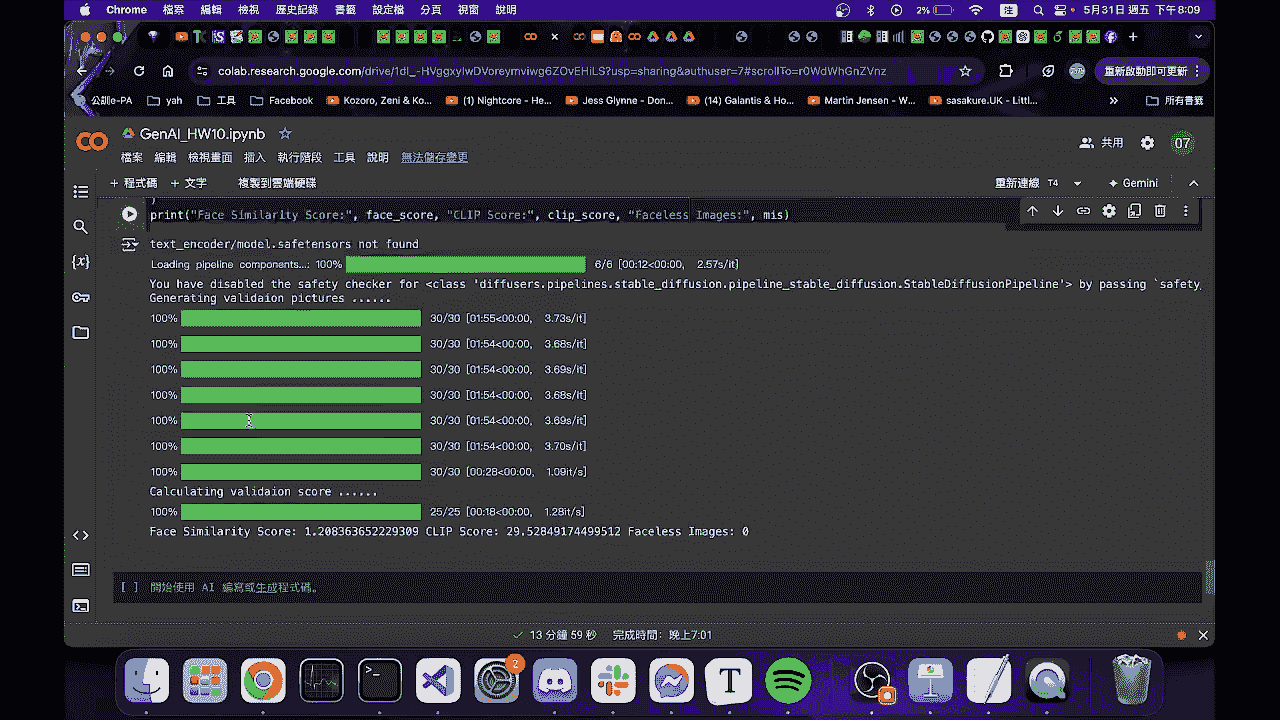 Chrome 檔案 編輯 檢視 歷史記錄 書籤 設定檔 分頁 視窗 說明 2% 注 5月31日 週五 下午8:09
colab.research.google.com/drive/1dl_-HVggxylwDVoreymviwg6ZOvEHiLS?usp=sharing&authuser=7#scrollTo=r0WdWhGnZVnz 重新啟動即可更新
公訓e-PA yah 工具 Facebook Kozoro, Zeni & Ko... (1) Nightcore - He... Jess Glynne - Don... (14) Galantis & Ho... Martin Jensen - W... sasakure.UK - Littl... » 所有書籤
GenAI_HW10.ipynb
共用 07
檔案 編輯 檢視畫面 插入 執行階段 工具 說明 無法儲存變更
+ 程式碼 + 文字 複製到雲端硬碟 重新連線 T4 Gemini
)
print("Face Similarity Score:", face_score, "CLIP Score:", clip_score, "Faceless Images:", mis)
text_encoder/model.safetensors not found
Loading pipeline components...: 100% 6/6 [00:12<00:00, 2.57s/it]
You have disabled the safety checker for <class 'diffusers.pipelines.stable_diffusion.pipeline_stable_diffusion.StableDiffusionPipeline'> by passing `safety_
Generating validaion pictures ......
100% 30/30 [01:55<00:00, 3.73s/it]
100% 30/30 [01:54<00:00, 3.68s/it]
100% 30/30 [01:54<00:00, 3.69s/it]
100% 30/30 [01:54<00:00, 3.68s/it]
100% 30/30 [01:54<00:00, 3.69s/it]
100% 30/30 [01:54<00:00, 3.70s/it]
100% 30/30 [00:28<00:00, 1.09it/s]
Calculating validaion score ......
100% 25/25 [00:18<00:00, 1.28it/s]
Face Similarity Score: 1.208363652229309 CLIP Score: 29.52849174499512 Faceless Images: 0
[ ] 開始使用 AI 編寫或生成程式碼。
✓ 13 分鐘 59 秒 完成時間：晚上7:01
2
T